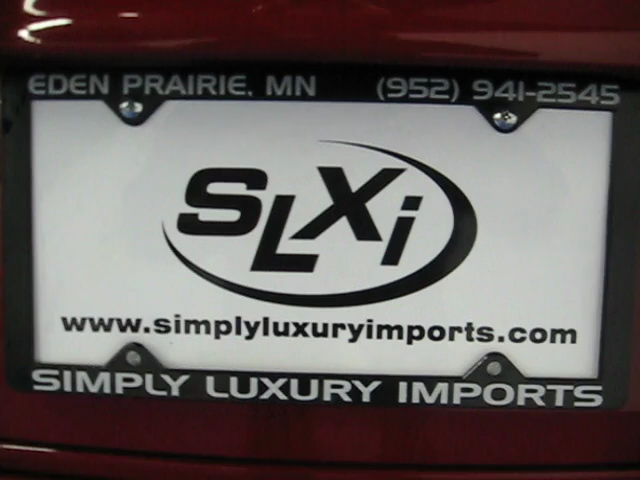 EDEN PRAIRIE, MN (952) 941-2545
SLXi
www.simplyluxuryimports.com
SIMPLY LUXURY IMPORTS